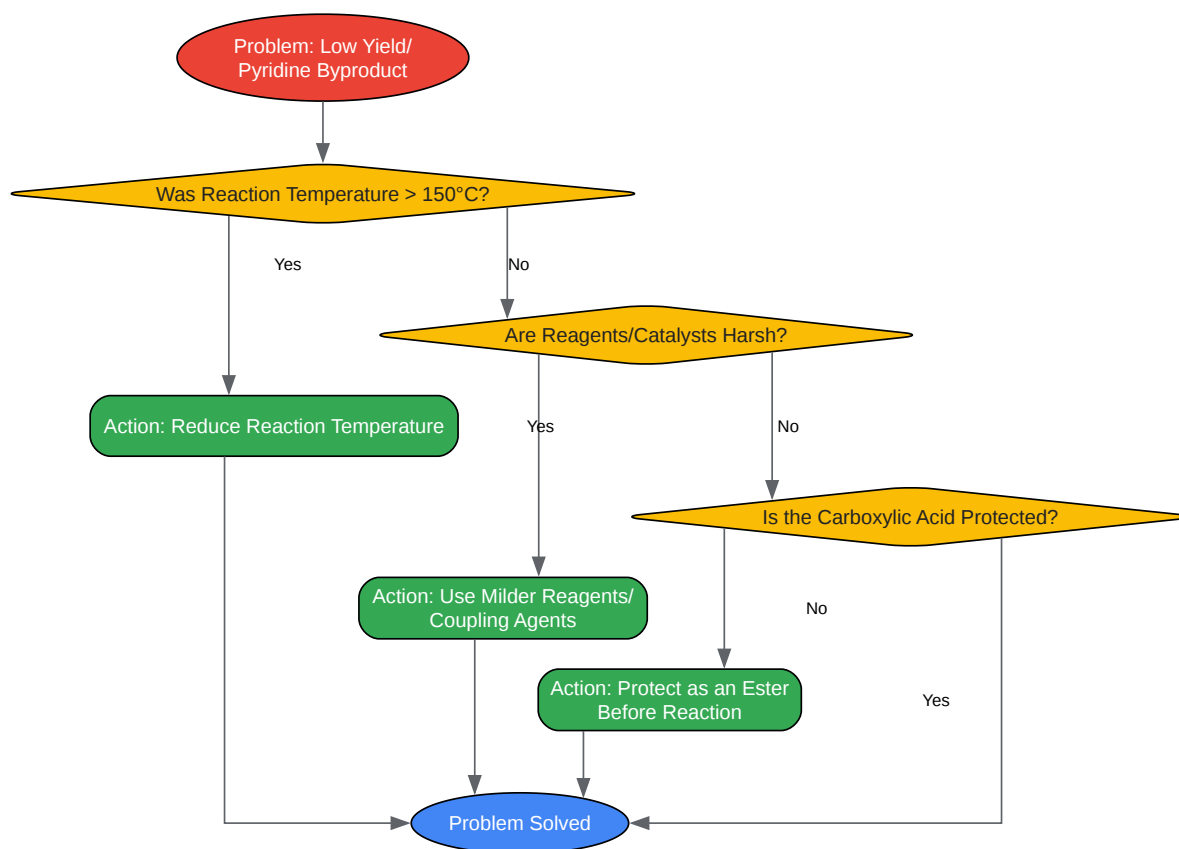 Problem: Low Yield/
Pyridine Byproduct
Was Reaction Temperature > 150°C?
Yes
No
Are Reagents/Catalysts Harsh?
Action: Reduce Reaction Temperature
Yes
No
Is the Carboxylic Acid Protected?
Action: Use Milder Reagents/
Coupling Agents
No
Action: Protect as an Ester
Before Reaction
Yes
Problem Solved